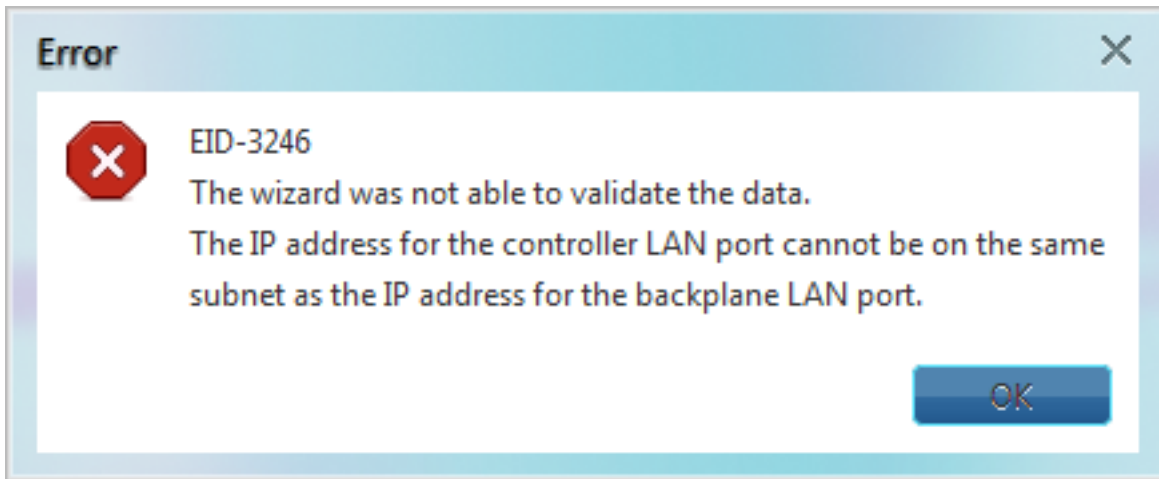 Error
EID-3246
The wizard was not able to validate the data.
The IP address for the controller LAN port cannot be on the same
subnet as the IP address for the backplane LAN port.
OK